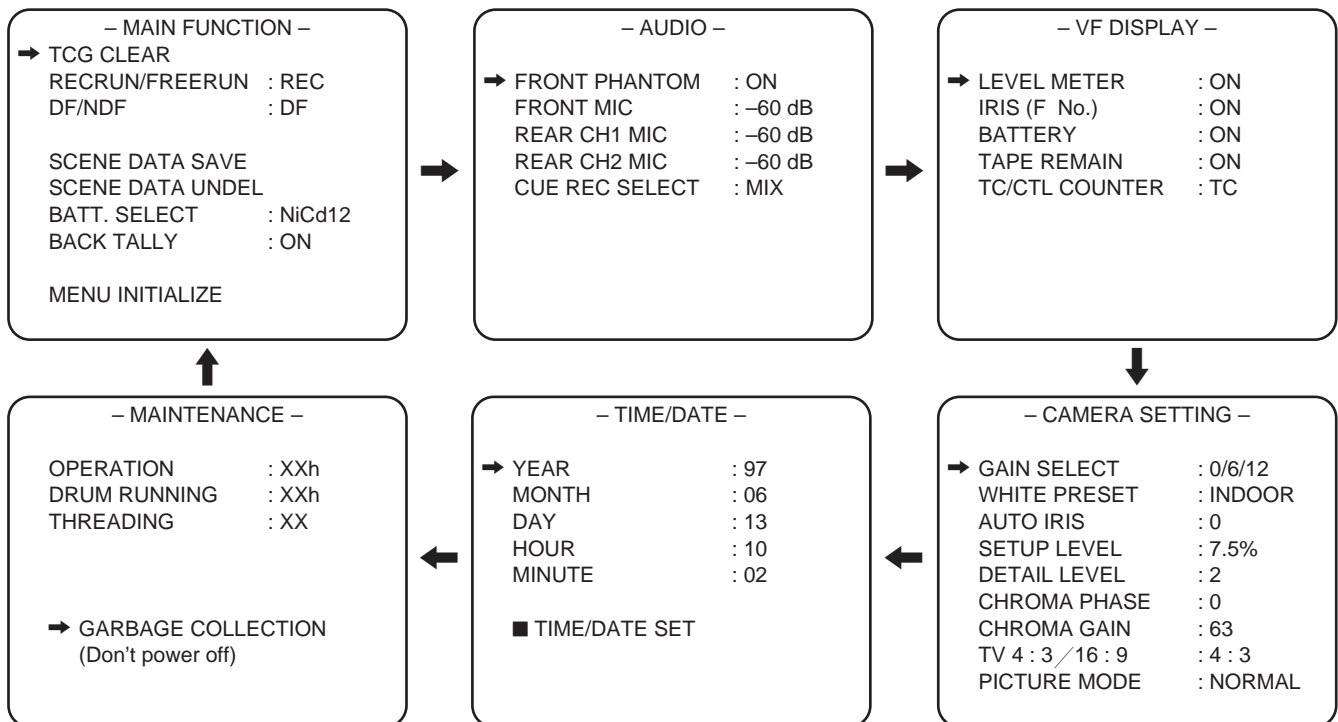 – MAIN FUNCTION –
➡ TCG CLEAR
RECRUN/FREERUN : REC
DF/NDF : DF
SCENE DATA SAVE
SCENE DATA UNDEL
BATT. SELECT : NiCd12
BACK TALLY : ON
MENU INITIALIZE
– AUDIO –
➡ FRONT PHANTOM : ON
FRONT MIC : –60 dB
REAR CH1 MIC : –60 dB
REAR CH2 MIC : –60 dB
CUE REC SELECT : MIX
– VF DISPLAY –
➡ LEVEL METER : ON
IRIS (F No.) : ON
BATTERY : ON
TAPE REMAIN : ON
TC/CTL COUNTER : TC
– MAINTENANCE –
OPERATION : XXh
DRUM RUNNING : XXh
THREADING : XX
➡ GARBAGE COLLECTION
(Don't power off)
– TIME/DATE –
➡ YEAR : 97
MONTH : 06
DAY : 13
HOUR : 10
MINUTE : 02
■ TIME/DATE SET
– CAMERA SETTING –
➡ GAIN SELECT : 0/6/12
WHITE PRESET : INDOOR
AUTO IRIS : 0
SETUP LEVEL : 7.5%
DETAIL LEVEL : 2
CHROMA PHASE : 0
CHROMA GAIN : 63
TV 4 : 3／16 : 9 : 4 : 3
PICTURE MODE : NORMAL